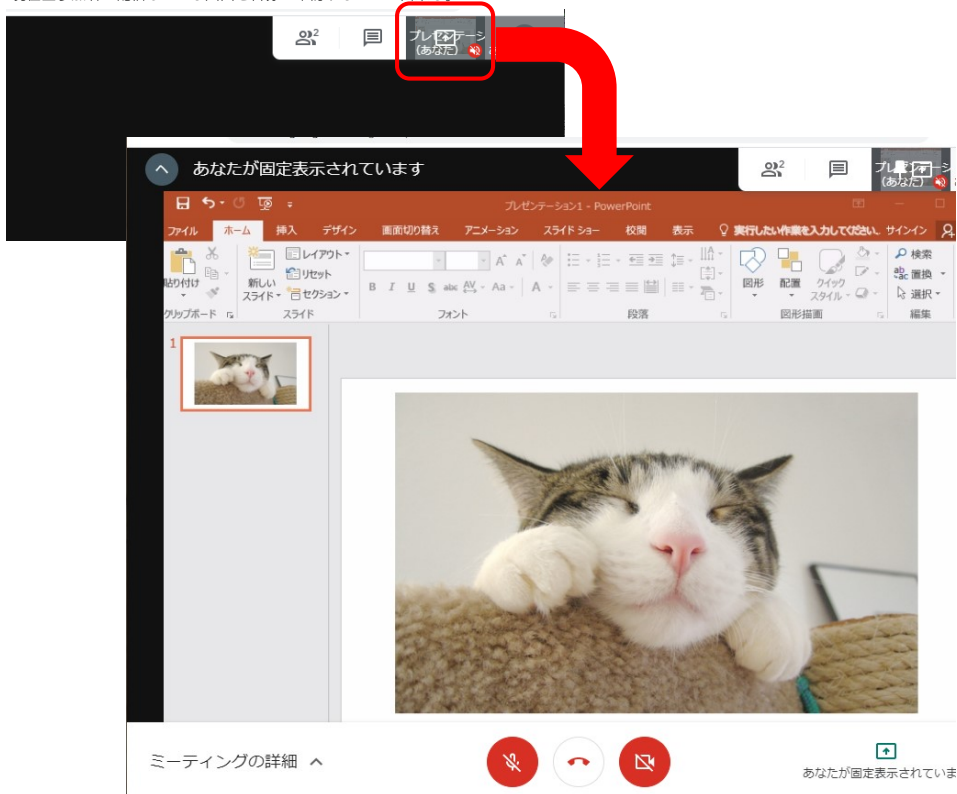 2
プレゼンテーシ
(あなた)
あなたが固定表示されています
2
(あなた)
プレゼンテーション1 - PowerPoint
ファイル ホーム 挿入 デザイン 画面切り替え アニメーション スライド ショー 校閲 表示 実行したい作業を入力してください。 サインイン
貼り付け 新しい スライド レイアウト リセット セクション
B I U S abc AV Aa A A A
図形 配置 クイック スタイル
検索 置換 選択
クリップボード スライド フォント 段落 図形描画 編集
1
ミーティングの詳細
あなたが固定表示されていま